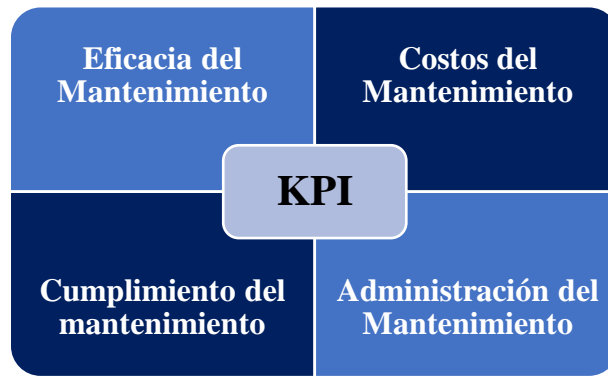 Eficacia del
Mantenimiento
Costos del
Mantenimiento
KPI
Cumplimiento del
mantenimiento
Administración del
Mantenimiento